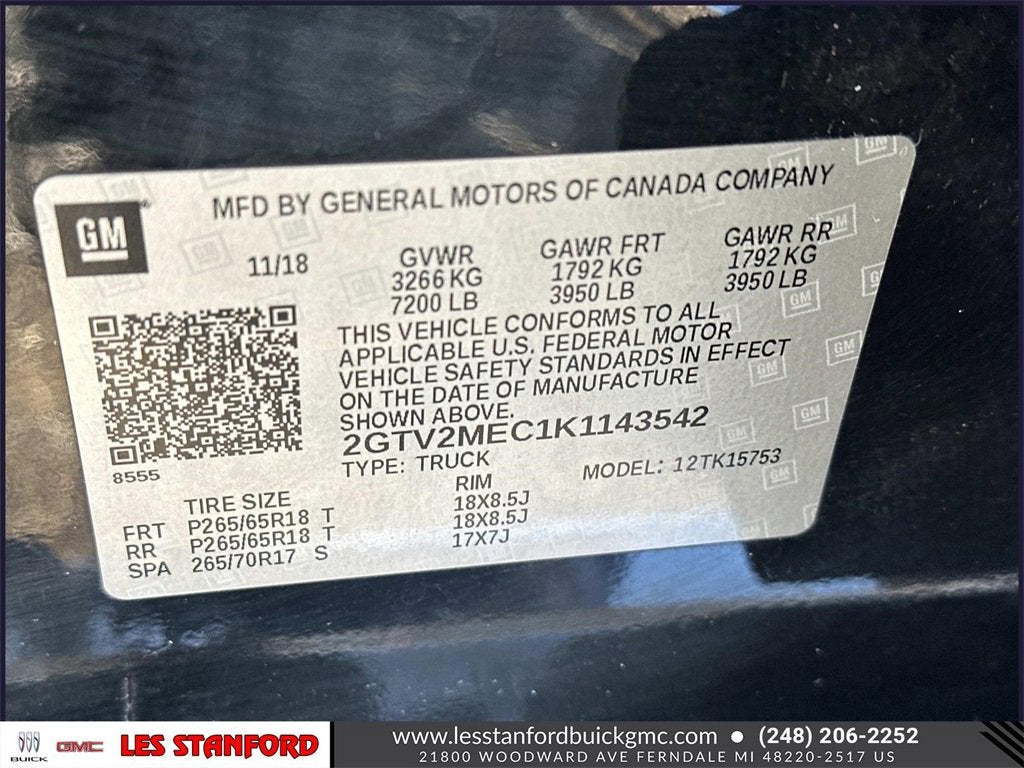 GM
MFD BY GENERAL MOTORS OF CANADA COMPANY
11/18
GVWR
3266 KG
7200 LB
GAWR FRT
1792 KG
3950 LB
GAWR RR
1792 KG
3950 LB
THIS VEHICLE CONFORMS TO ALL
APPLICABLE U.S. FEDERAL MOTOR
VEHICLE SAFETY STANDARDS IN EFFECT
ON THE DATE OF MANUFACTURE
SHOWN ABOVE.
2GTV2MEC1K1143542
TYPE: TRUCK
MODEL: 12TK15753
8555
TIRE SIZE RIM
FRT P265/65R18 T 18X8.5J
RR P265/65R18 T 18X8.5J
SPA 265/70R17 S 17X7J
BUICK
GMC
LES STANFORD
www.lesstanfordbuickgmc.com ● (248) 206-2252
21800 WOODWARD AVE FERNDALE MI 48220-2517 US